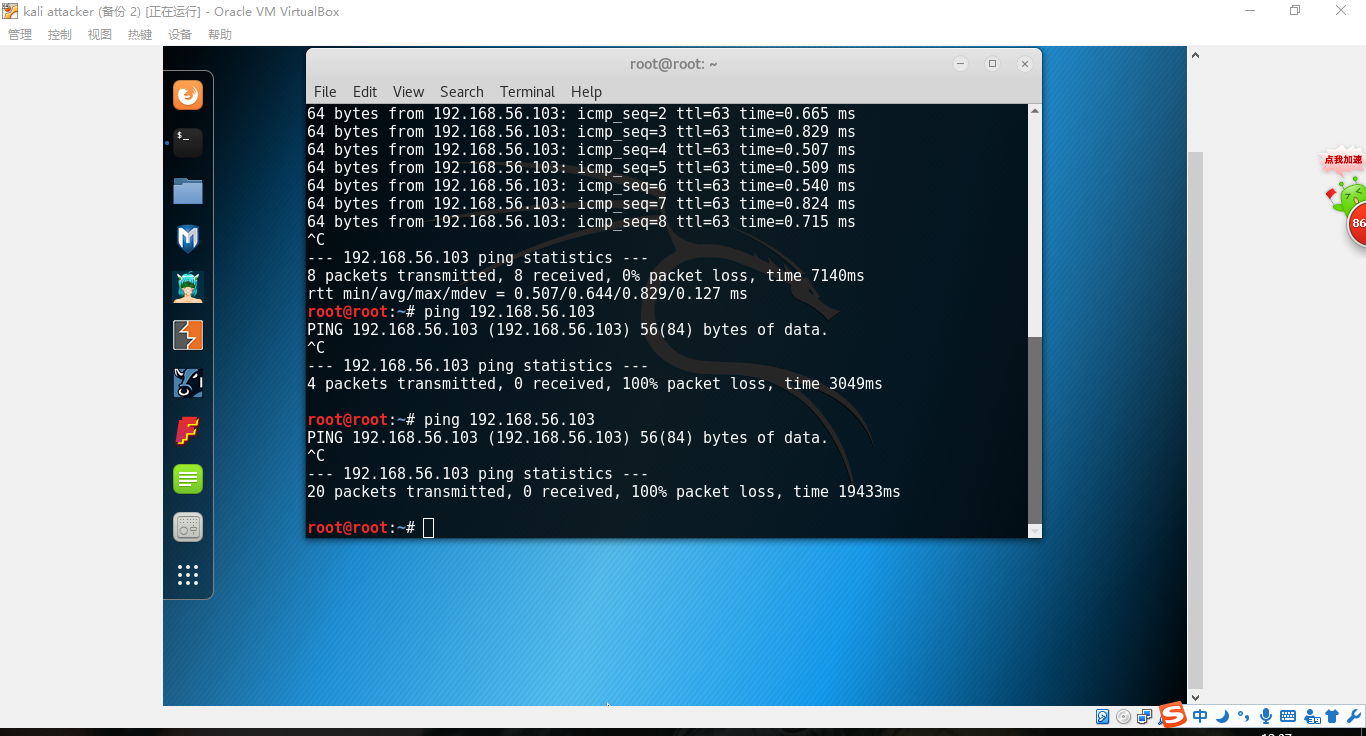 kali attacker (备份 2) [正在运行] - Oracle VM VirtualBox
管理 控制 视图 热键 设备 帮助
root@root: ~
File Edit View Search Terminal Help
64 bytes from 192.168.56.103: icmp_seq=2 ttl=63 time=0.665 ms
64 bytes from 192.168.56.103: icmp_seq=3 ttl=63 time=0.829 ms
64 bytes from 192.168.56.103: icmp_seq=4 ttl=63 time=0.507 ms
64 bytes from 192.168.56.103: icmp_seq=5 ttl=63 time=0.509 ms
64 bytes from 192.168.56.103: icmp_seq=6 ttl=63 time=0.540 ms
64 bytes from 192.168.56.103: icmp_seq=7 ttl=63 time=0.824 ms
64 bytes from 192.168.56.103: icmp_seq=8 ttl=63 time=0.715 ms
^C
--- 192.168.56.103 ping statistics ---
8 packets transmitted, 8 received, 0% packet loss, time 7140ms
rtt min/avg/max/mdev = 0.507/0.644/0.829/0.127 ms
root@root:~# ping 192.168.56.103
PING 192.168.56.103 (192.168.56.103) 56(84) bytes of data.
^C
--- 192.168.56.103 ping statistics ---
4 packets transmitted, 0 received, 100% packet loss, time 3049ms
root@root:~# ping 192.168.56.103
PING 192.168.56.103 (192.168.56.103) 56(84) bytes of data.
^C
--- 192.168.56.103 ping statistics ---
20 packets transmitted, 0 received, 100% packet loss, time 19433ms
root@root:~#
点我加速
86
中